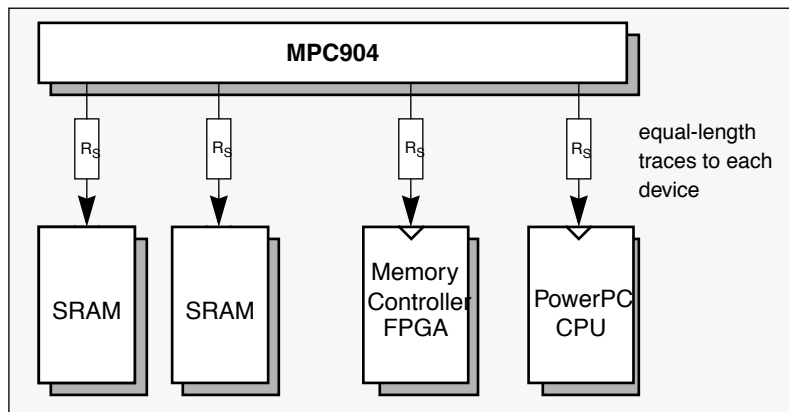 MPC904
RS RS RS RS
equal-length
traces to each
device
SRAM
SRAM
Memory
Controller
FPGA
PowerPC
CPU